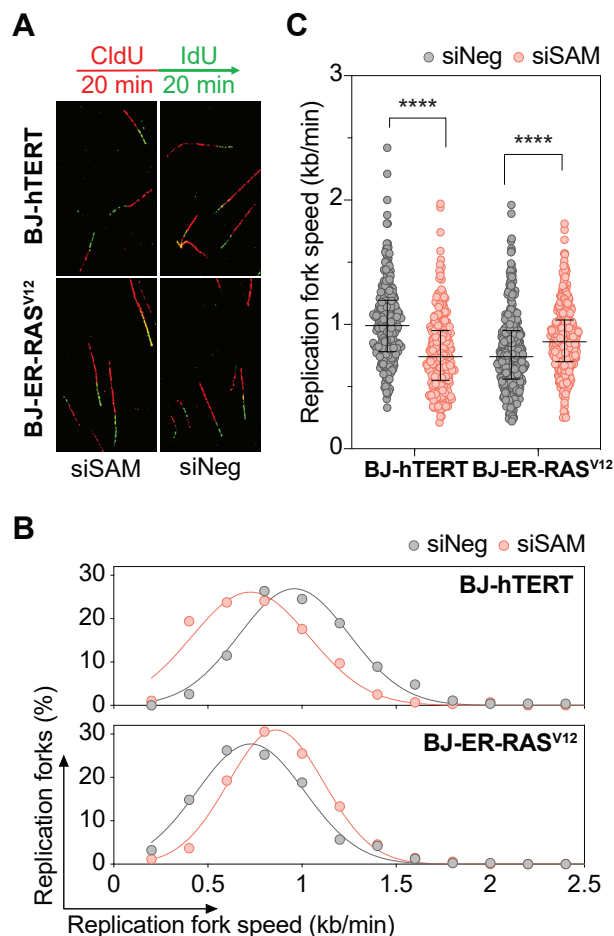 A
CldU IdU
20 min 20 min
BJ-hTERT
BJ-ER-RASV12
siSAM siNeg
C
siNeg siSAM
Replication fork speed (kb/min)
3
2
1
0
**** ****
BJ-hTERT BJ-ER-RASV12
B
siNeg siSAM
Replication forks (%)
30
20
10
0
BJ-hTERT
30
20
10
0
BJ-ER-RASV12
0 0.5 1 1.5 2 2.5
Replication fork speed (kb/min)